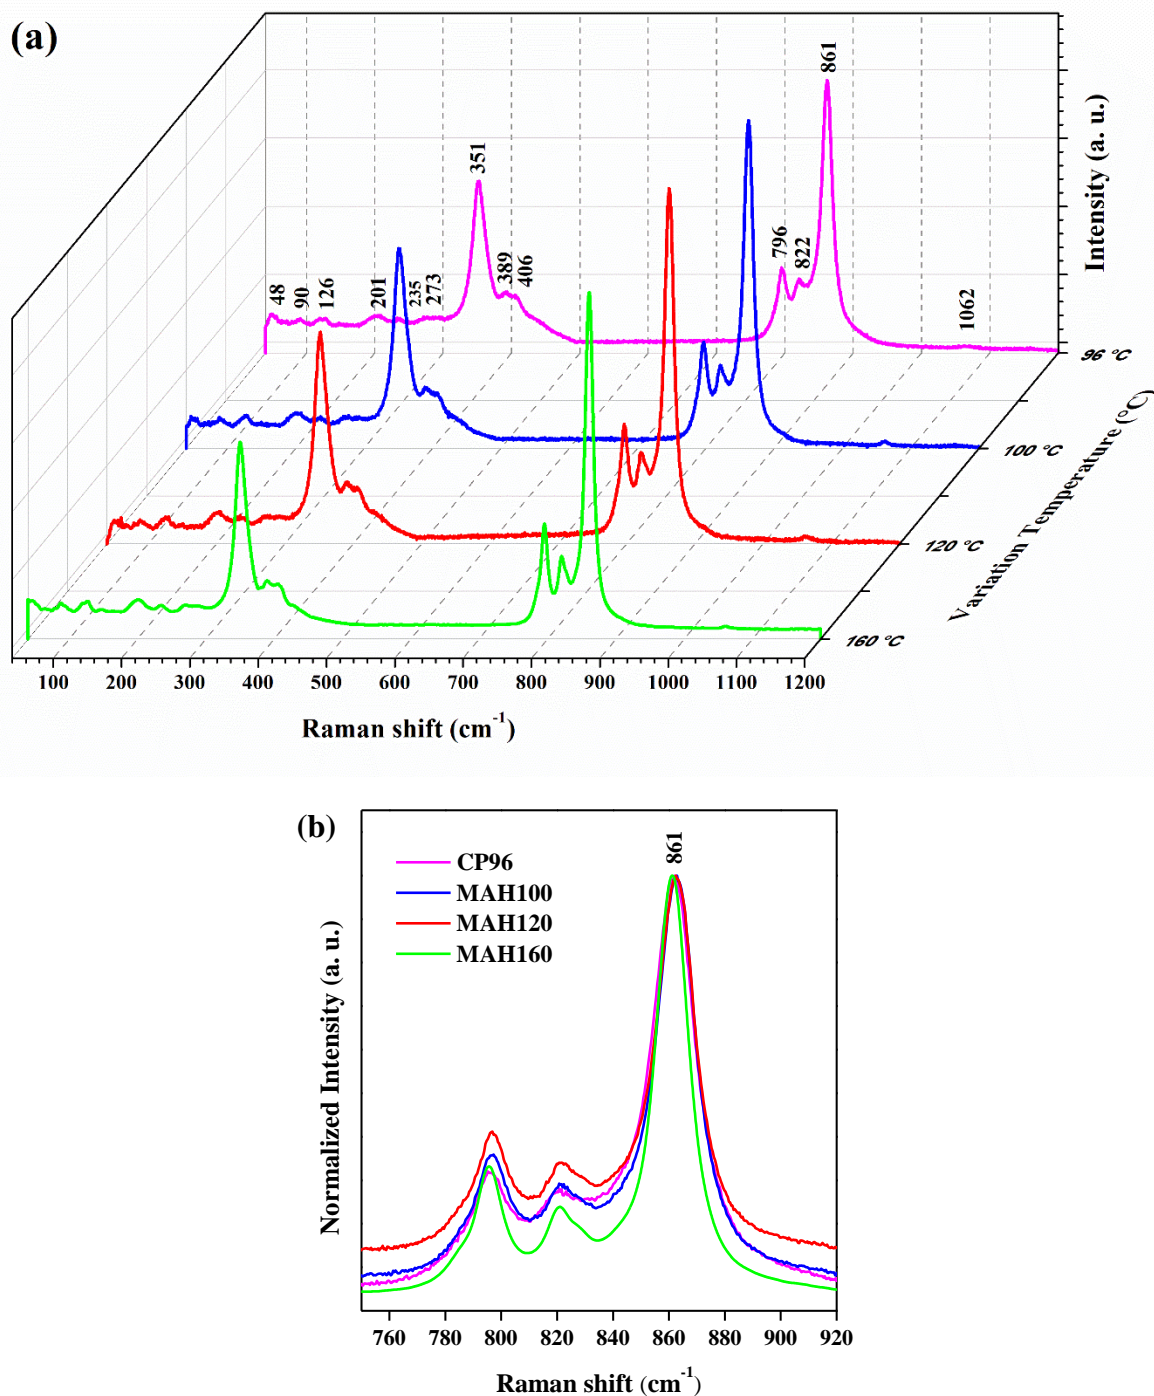 (a)
861
351
796
822
389
406
48
90
126
201
235
273
1062
Intensity (a. u.)
96 °C
100 °C
120 °C
160 °C
Variation Temperature (°C)
100 200 300 400 500 600 700 800 900 1000 1100 1200
Raman shift (cm⁻¹)
(b)
861
CP96
MAH100
MAH120
MAH160
Normalized Intensity (a. u.)
760 780 800 820 840 860 880 900 920
Raman shift (cm⁻¹)